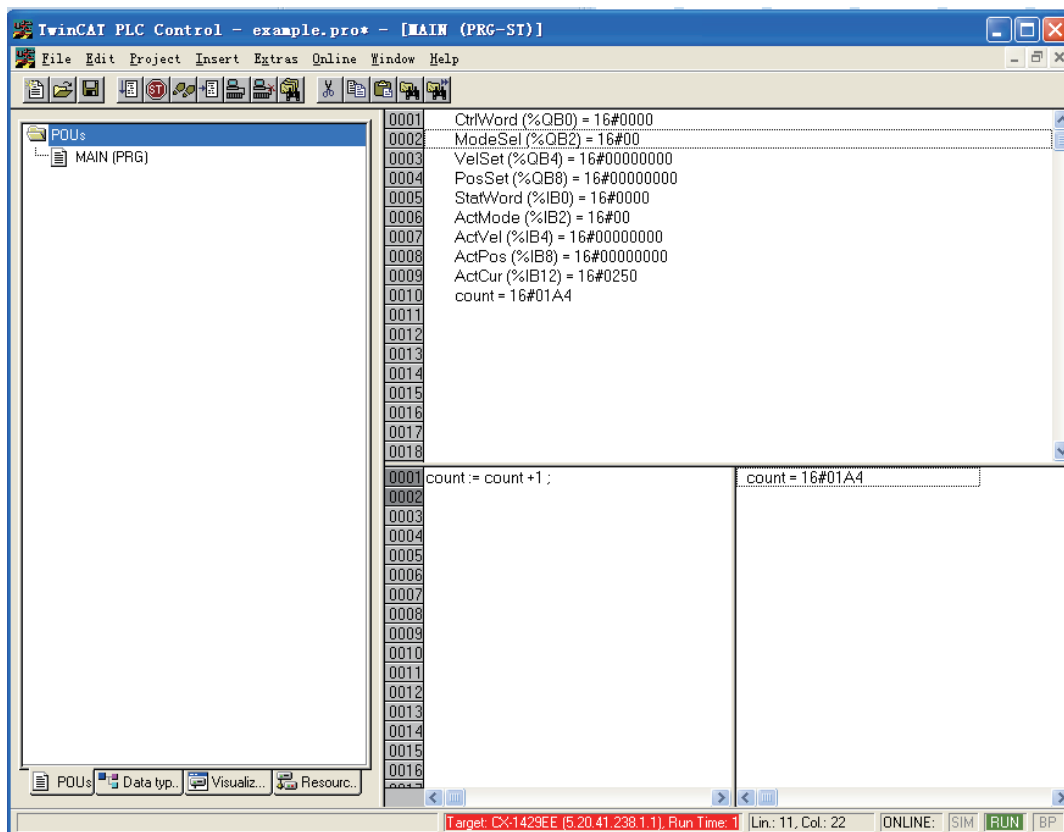 TwinCAT PLC Control - example.pro* - [MAIN (PRG-ST)]
File Edit Project Insert Extras Online Window Help
POUs
MAIN (PRG)
0001 CtrlWord (%QB0) = 16#0000
0002 ModeSel (%QB2) = 16#00
0003 VelSet (%QB4) = 16#00000000
0004 PosSet (%QB8) = 16#00000000
0005 StatWord (%IB0) = 16#0000
0006 ActMode (%IB2) = 16#00
0007 ActVel (%IB4) = 16#00000000
0008 ActPos (%IB8) = 16#00000000
0009 ActCur (%IB12) = 16#0250
0010 count = 16#01A4
0011
0012
0013
0014
0015
0016
0017
0018
0001 count := count +1 ; count = 16#01A4
0002
0003
0004
0005
0006
0007
0008
0009
0010
0011
0012
0013
0014
0015
0016
POUs Data typ.. Visualiz... Resourc..
Target: CX-1429EE (5.20.41.238.1.1), Run Time: 1 Lin.: 11, Col.: 22 ONLINE: SIM RUN BP